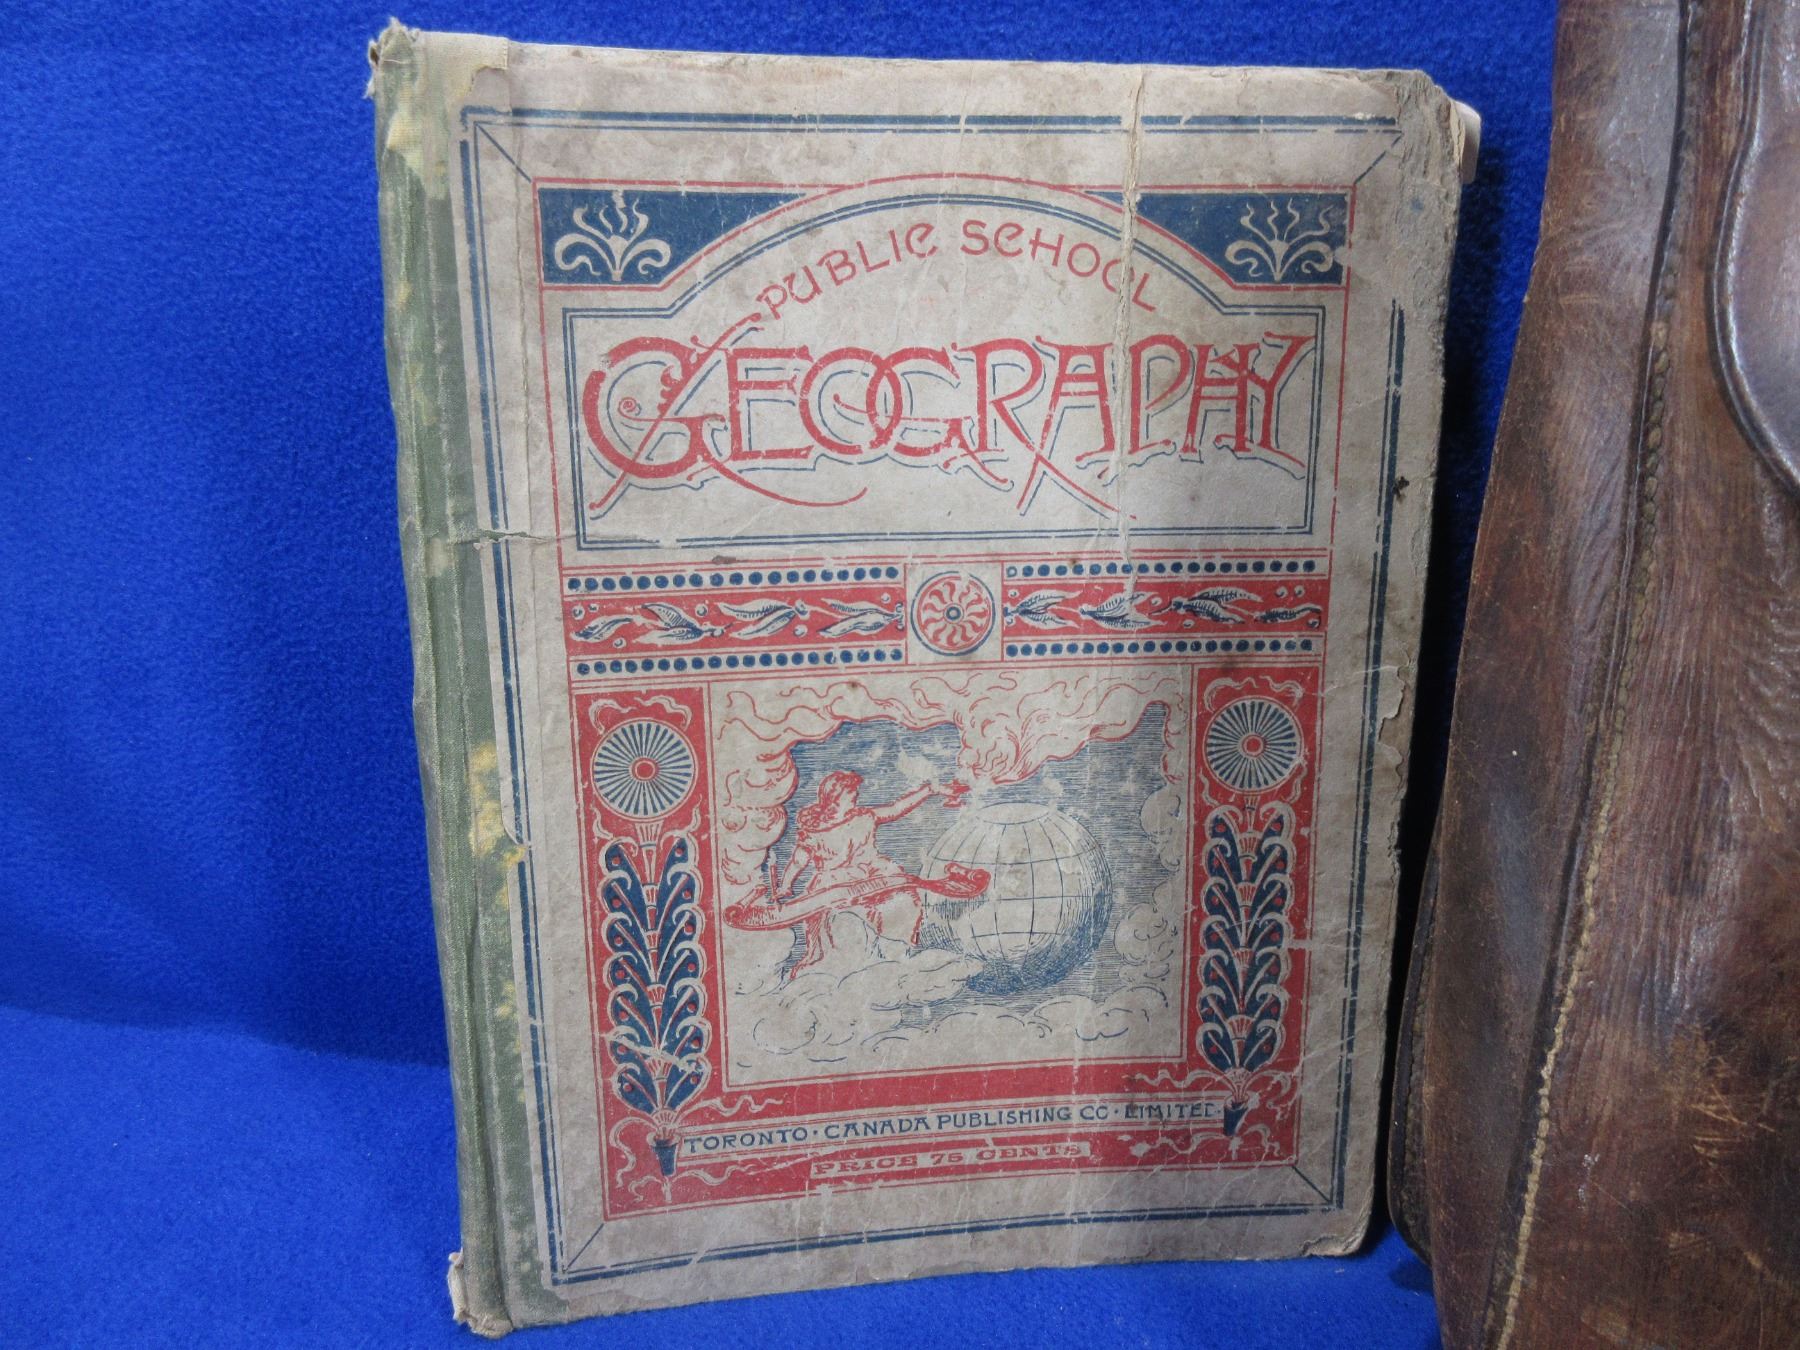 PUBLIC SCHOOL
GEOGRAPHY
TORONTO · CANADA PUBLISHING CO · LIMITED.
PRICE 75 CENTS